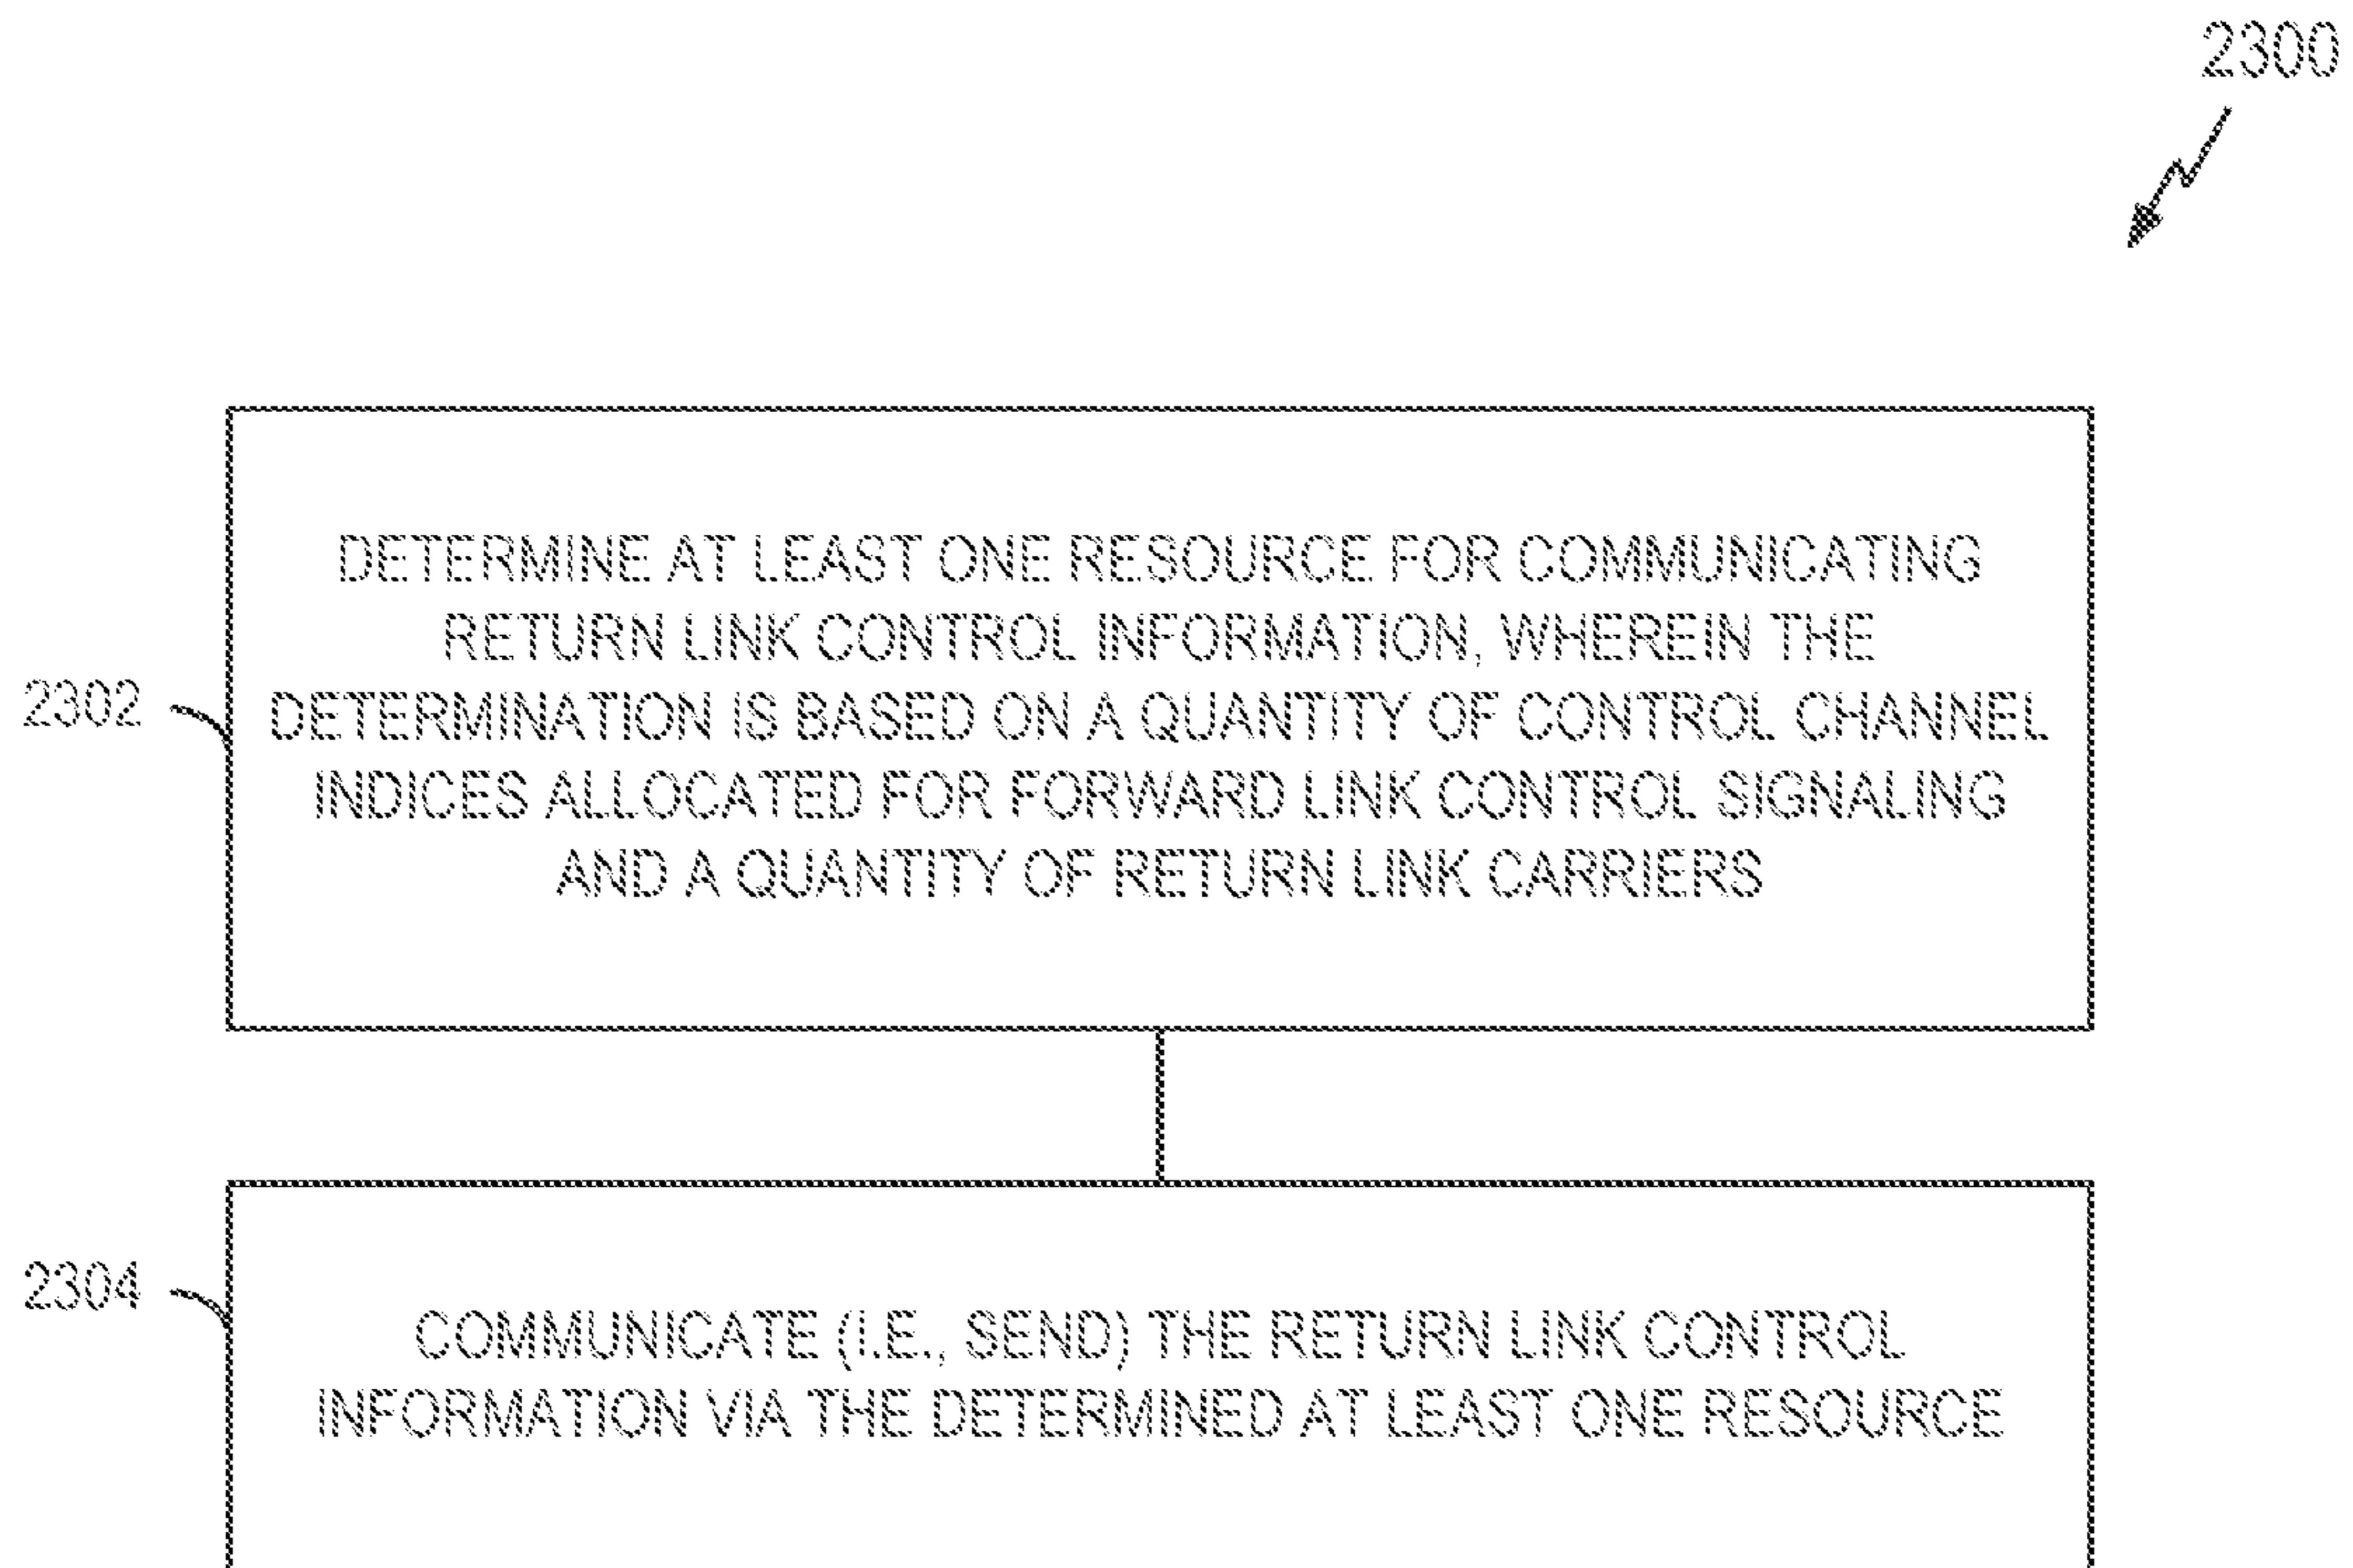 2300
DETERMINE AT LEAST ONE RESOURCE FOR COMMUNICATING
RETURN LINK CONTROL INFORMATION, WHEREIN THE
2302
DETERMINATION IS BASED ON A QUANTITY OF CONTROL CHANNEL
INDICES ALLOCATED FOR FORWARD LINK CONTROL SIGNALING
AND A QUANTITY OF RETURN LINK CARRIERS
2304
COMMUNICATE (I.E., SEND) THE RETURN LINK CONTROL
INFORMATION VIA THE DETERMINED AT LEAST ONE RESOURCE